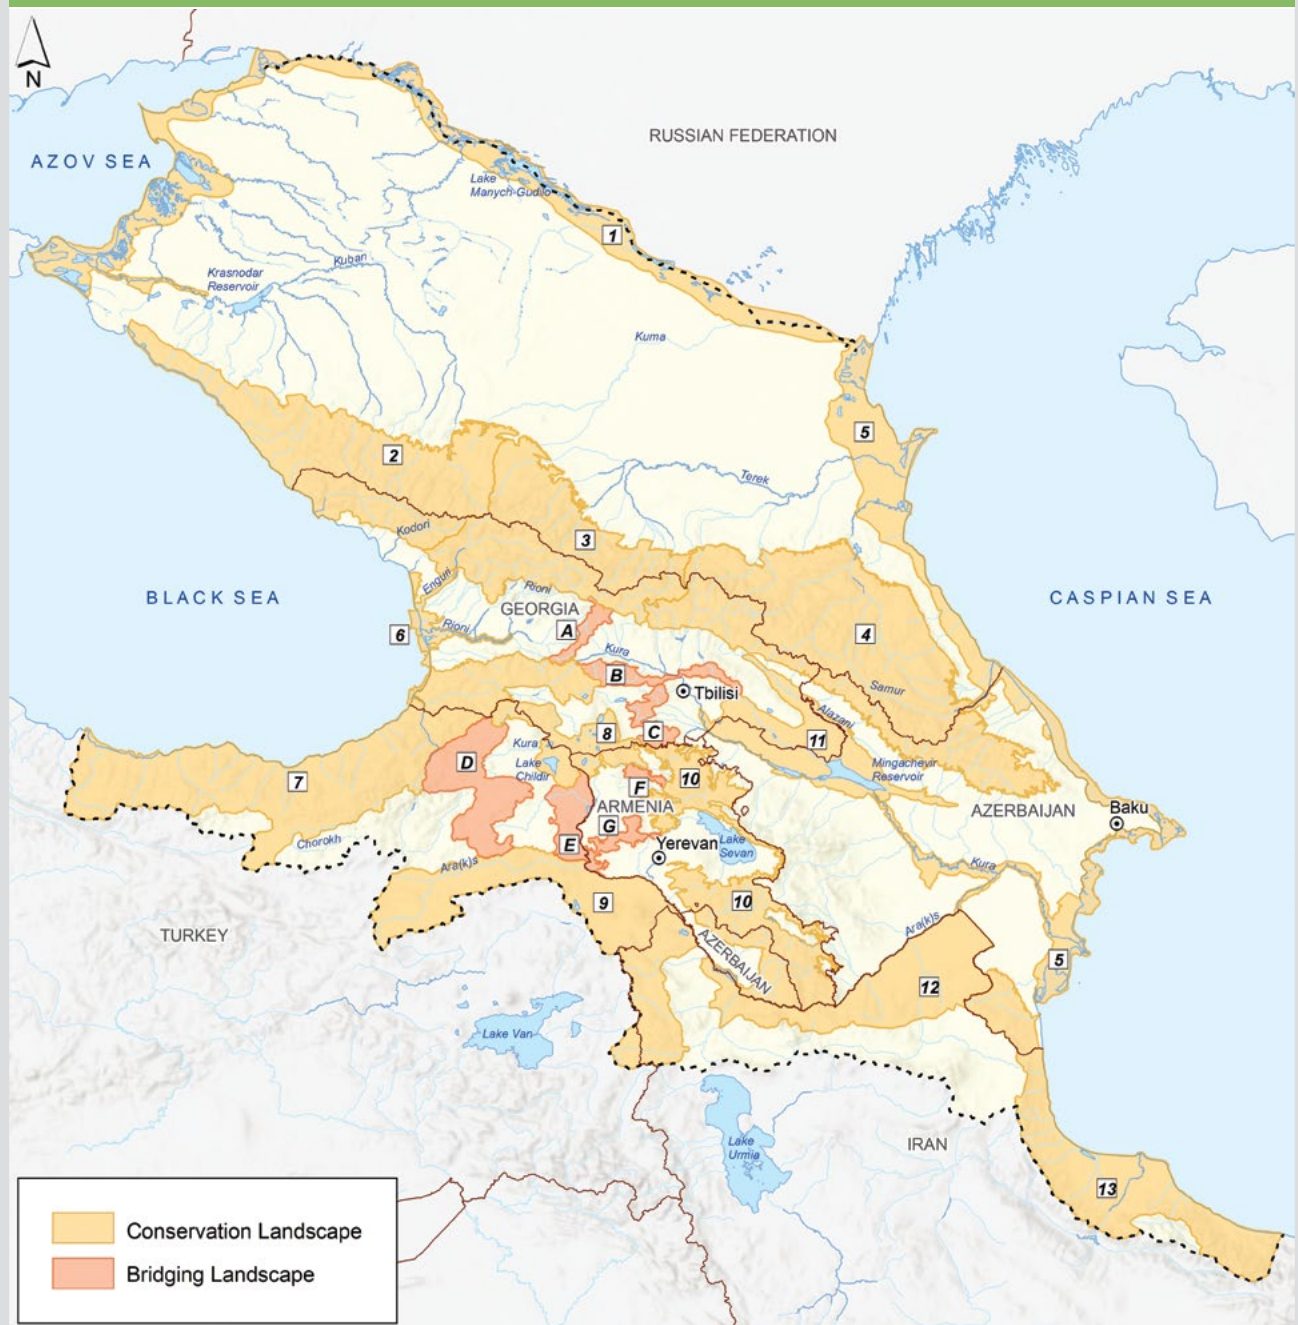 N
RUSSIAN FEDERATION
AZOV SEA
Lake
Manych-Gudilo
1
Kuban
Krasnodar
Reservoir
Kuma
5
2
Terek
Kodori
3
Enguri
Rioni
BLACK SEA
CASPIAN SEA
GEORGIA
A
Rioni
6
4
Kura
B
Tbilisi
Samur
Alazani
8
C
11
Kura
D
Lake
Childir
Mingachevir
Reservoir
10
7
F
ARMENIA
AZERBAIJAN
Baku
G
Chorokh
E
Yerevan
Lake
Sevan
Ara(k)s
Kura
9
10
Ara(k)s
TURKEY
AZERBAIJAN
5
12
Lake Van
Lake
Urmia
IRAN
13
Conservation Landscape
Bridging Landscape